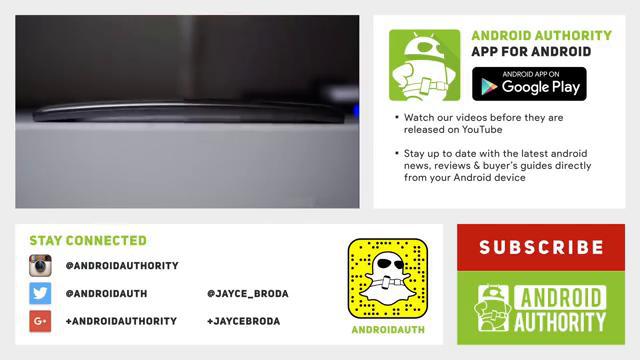 ANDROID AUTHORITY
APP FOR ANDROID
ANDROID APP ON
Google Play
Watch our videos before they are
released on YouTube
Stay up to date with the latest android
news, reviews & buyer's guides directly
from your Android device
STAY CONNECTED
@ANDROIDAUTHORITY
@ANDROIDAUTH @JAYCE_BRODA
G+ +ANDROIDAUTHORITY +JAYCEBRODA
ANDROIDAUTH
SUBSCRIBE
ANDROID
AUTHORITY